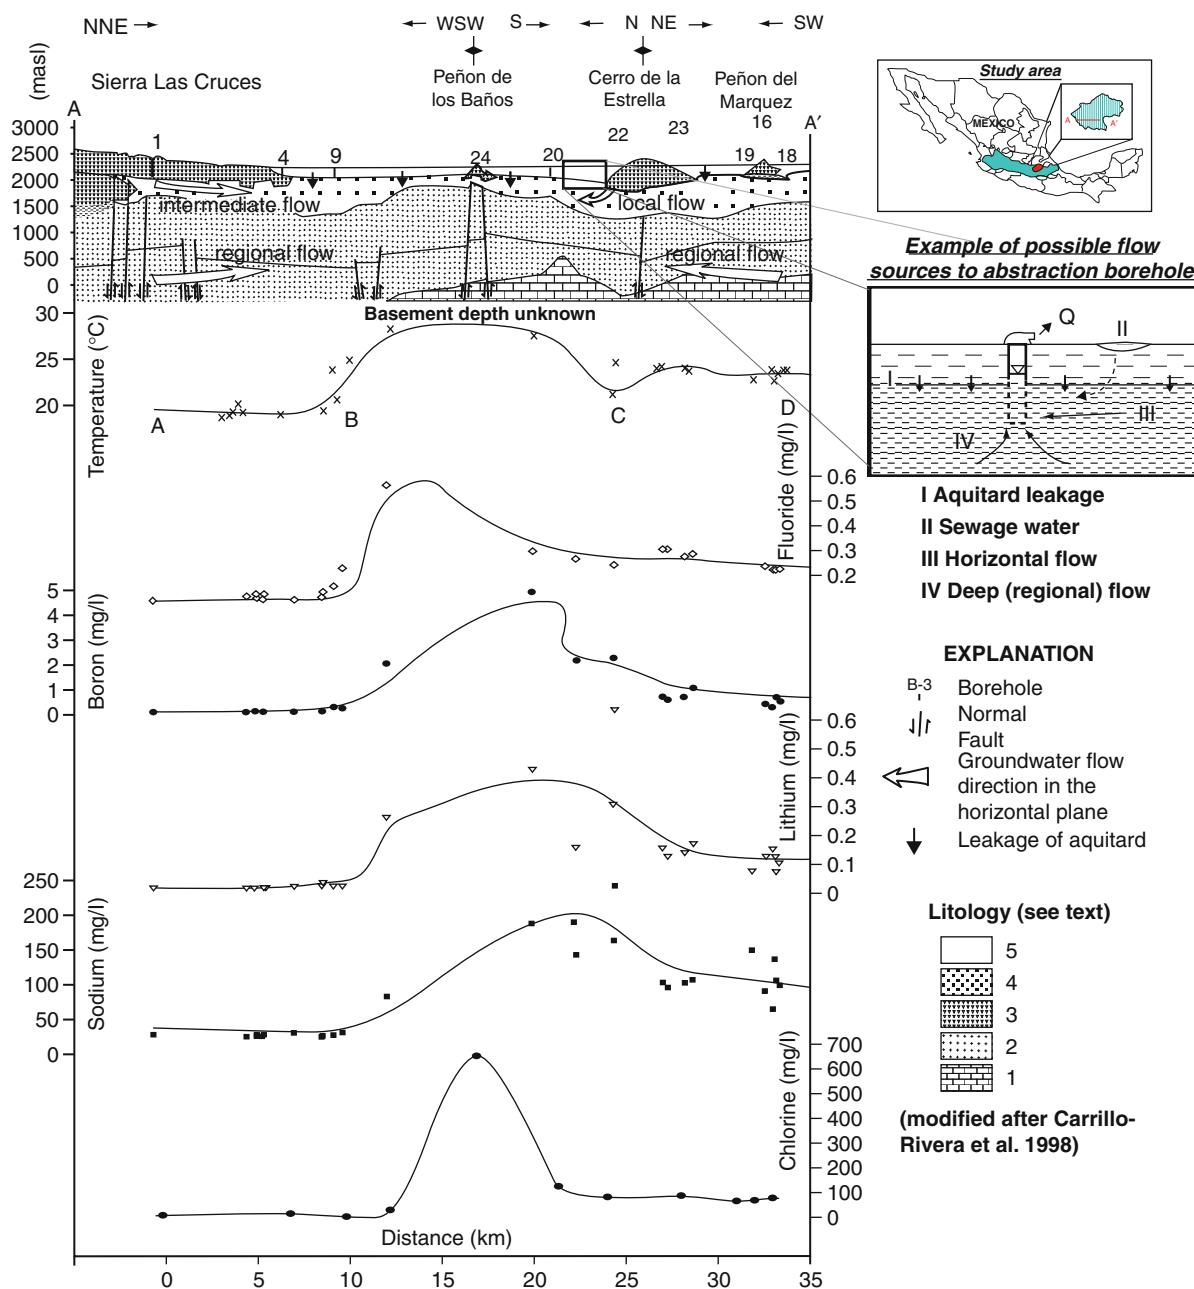 NNE
WSW
S
N NE
SW
(masl)
Sierra Las Cruces
Peñon de
los Baños
Cerro de la
Estrella
Peñon del
Marquez
A
A′
1
4
9
24
20
22
23
19
16
18
3000
2500
2000
1500
1000
500
0
intermediate flow
local flow
regional flow
regional flow
Basement depth unknown
Study area
MEXICO
A
A′
Example of possible flow
sources to abstraction borehole
Q
II
I
III
IV
I Aquitard leakage
II Sewage water
III Horizontal flow
IV Deep (regional) flow
Temperature (°C)
30
25
20
A
B
C
D
Fluoride (mg/l)
0.6
0.5
0.4
0.3
0.2
Boron (mg/l)
5
4
3
2
1
0
Lithium (mg/l)
0.6
0.5
0.4
0.3
0.2
0.1
0
Sodium (mg/l)
250
200
150
100
50
0
Chlorine (mg/l)
700
600
500
400
300
200
100
0
Distance (km)
0
5
10
15
20
25
30
35
EXPLANATION
B-3
Borehole
Normal
Fault
Groundwater flow
direction in the
horizontal plane
Leakage of aquitard
Litology (see text)
5
4
3
2
1
(modified after Carrillo-
Rivera et al. 1998)